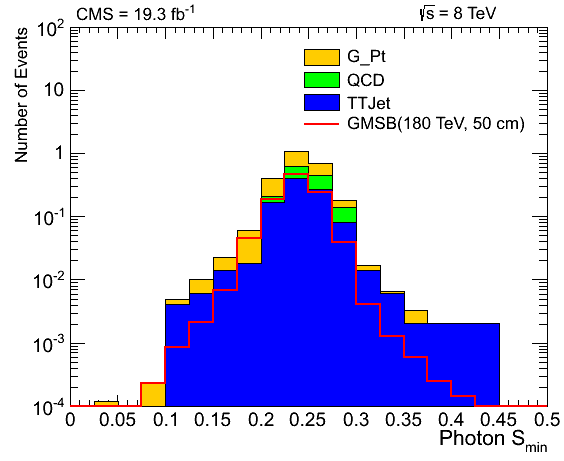 CMS = 19.3 fb⁻¹
√s = 8 TeV
Number of Events
10²
10
1
10⁻¹
10⁻²
10⁻³
10⁻⁴
G_Pt
QCD
TTJet
GMSB(180 TeV, 50 cm)
0 0.05 0.1 0.15 0.2 0.25 0.3 0.35 0.4 0.45 0.5
Photon Smin